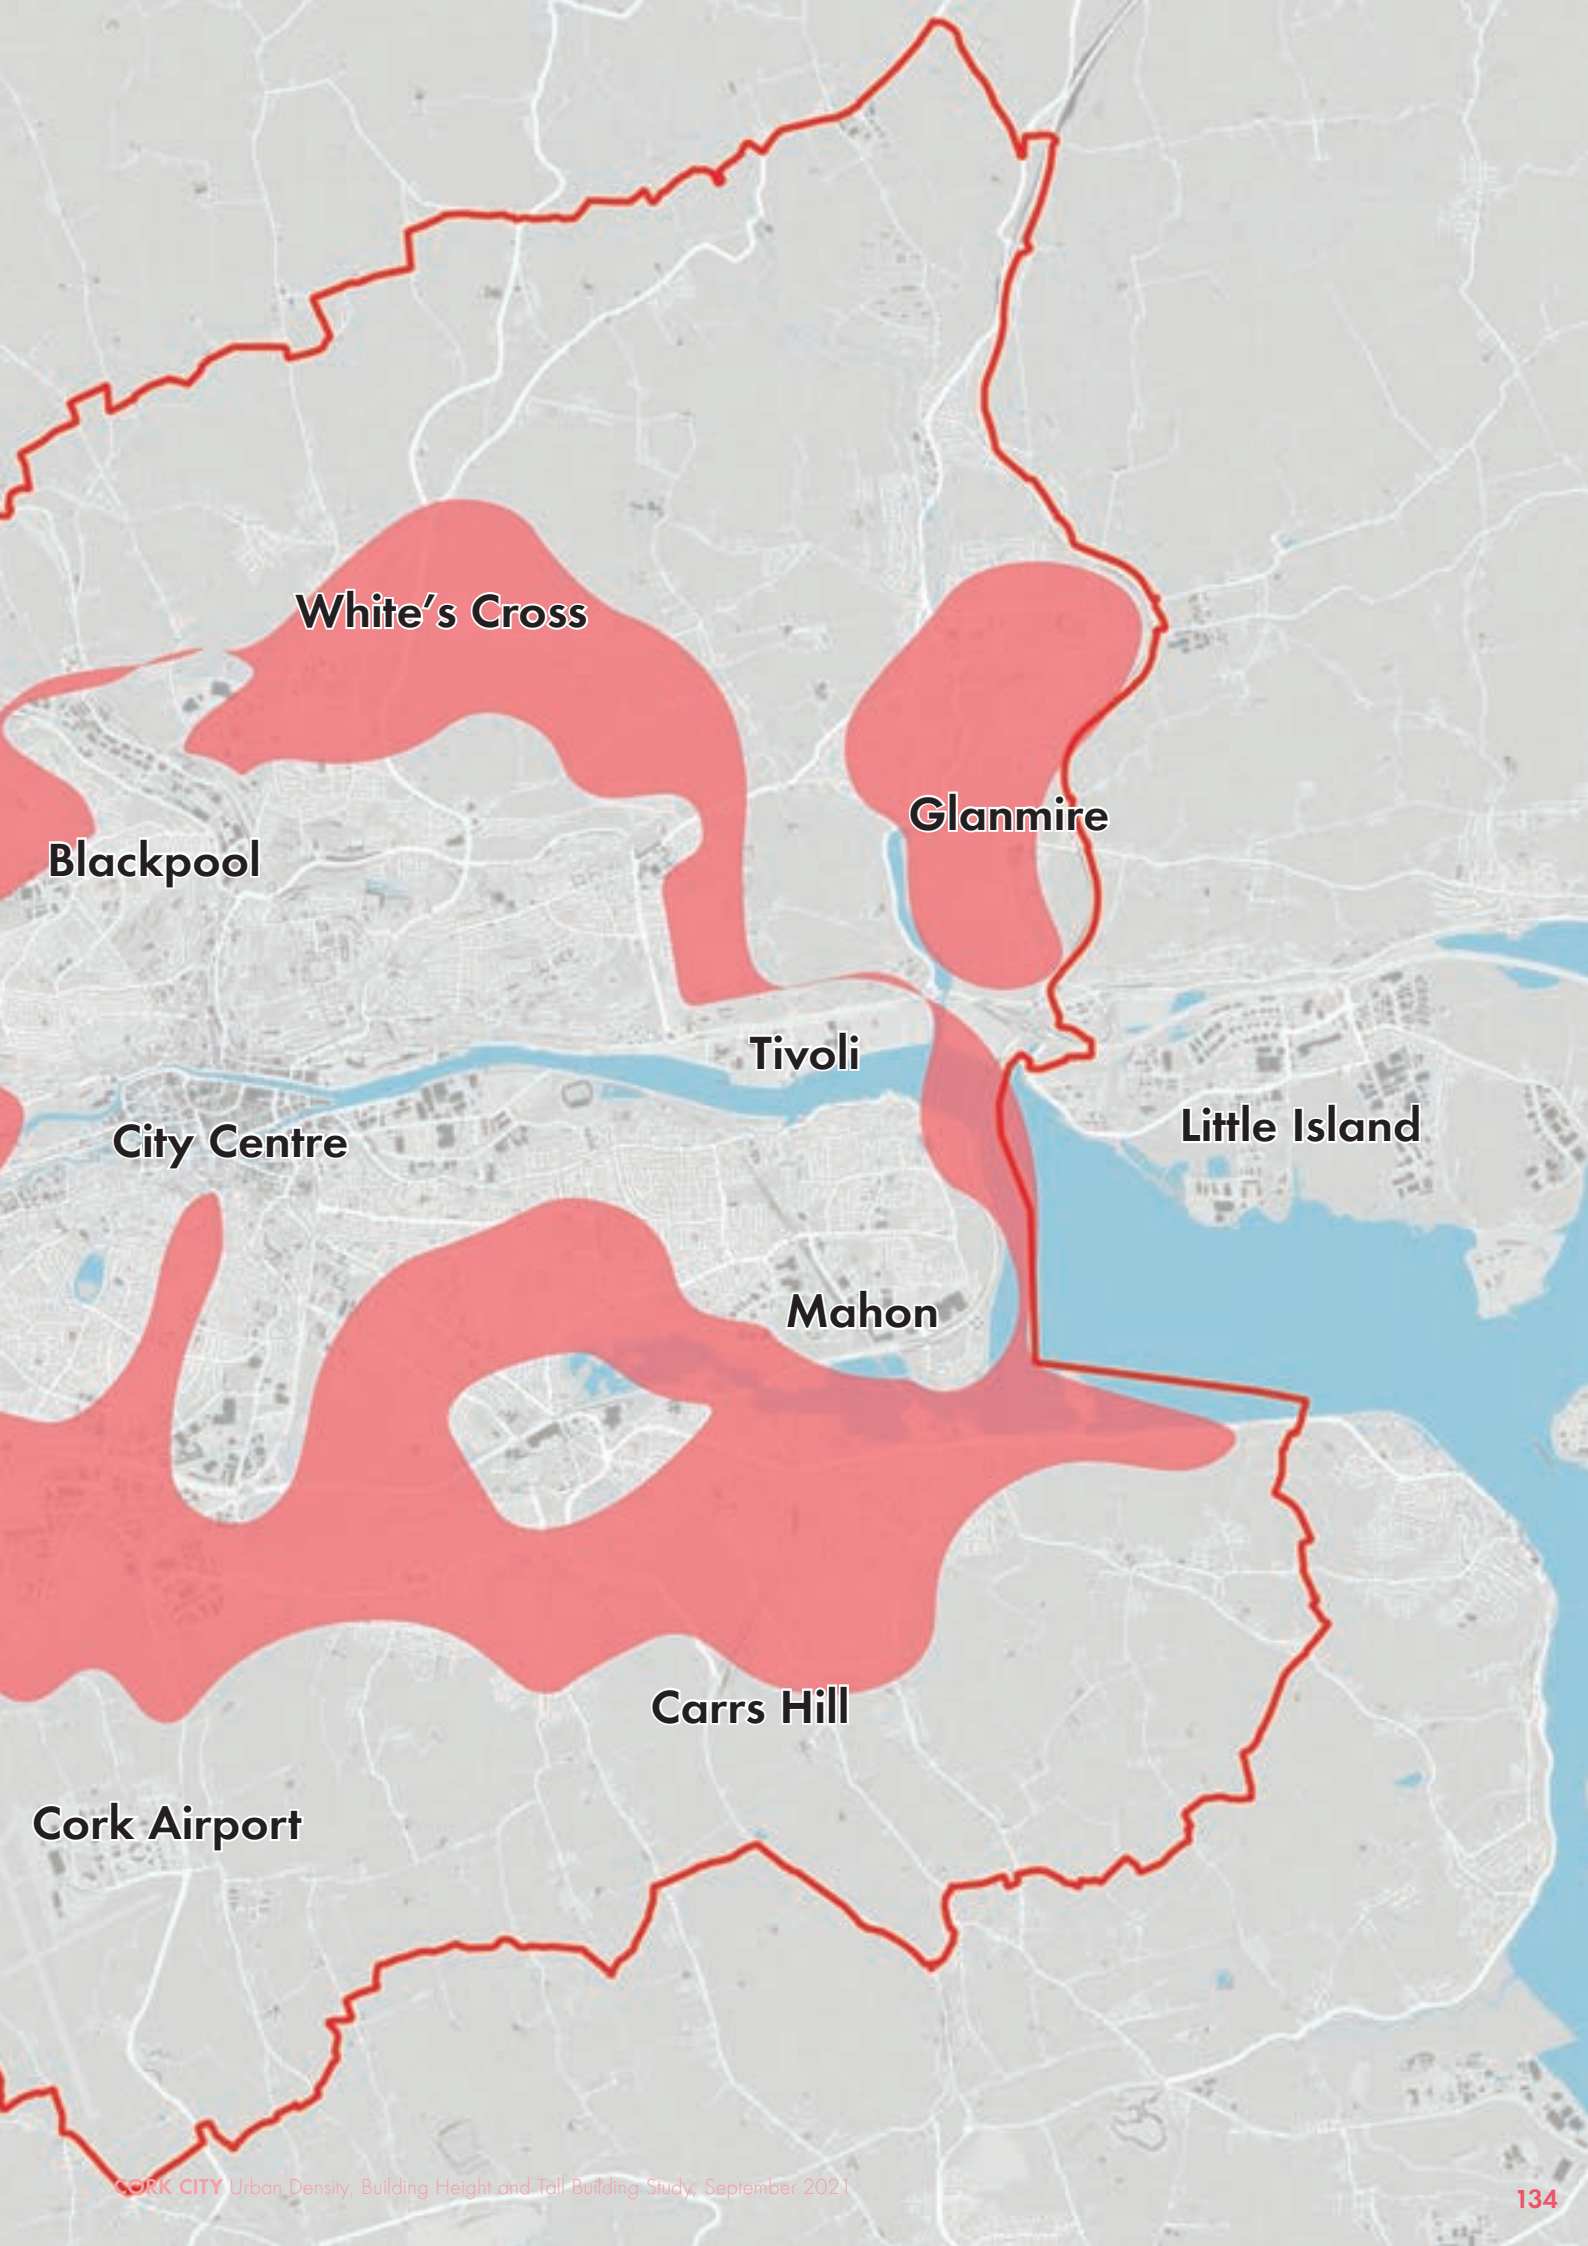 White's Cross
Glanmire
Blackpool
Tivoli
Little Island
City Centre
Mahon
Carrs Hill
Cork Airport
CORK CITY Urban Density, Building Height and Tall Building Study, September 2021
134